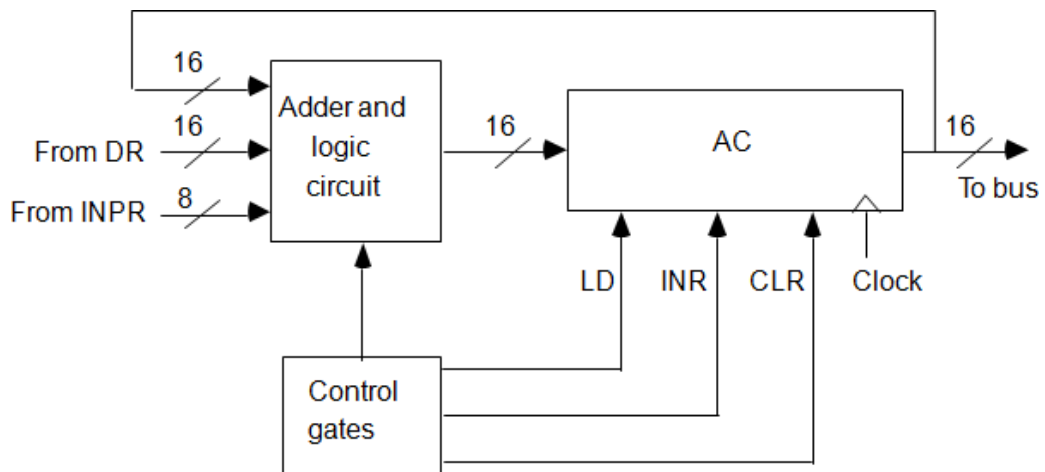 16
Adder and
logic
circuit
16
From DR
16
AC
16
To bus
From INPR
8
LD
INR
CLR
Clock
Control
gates